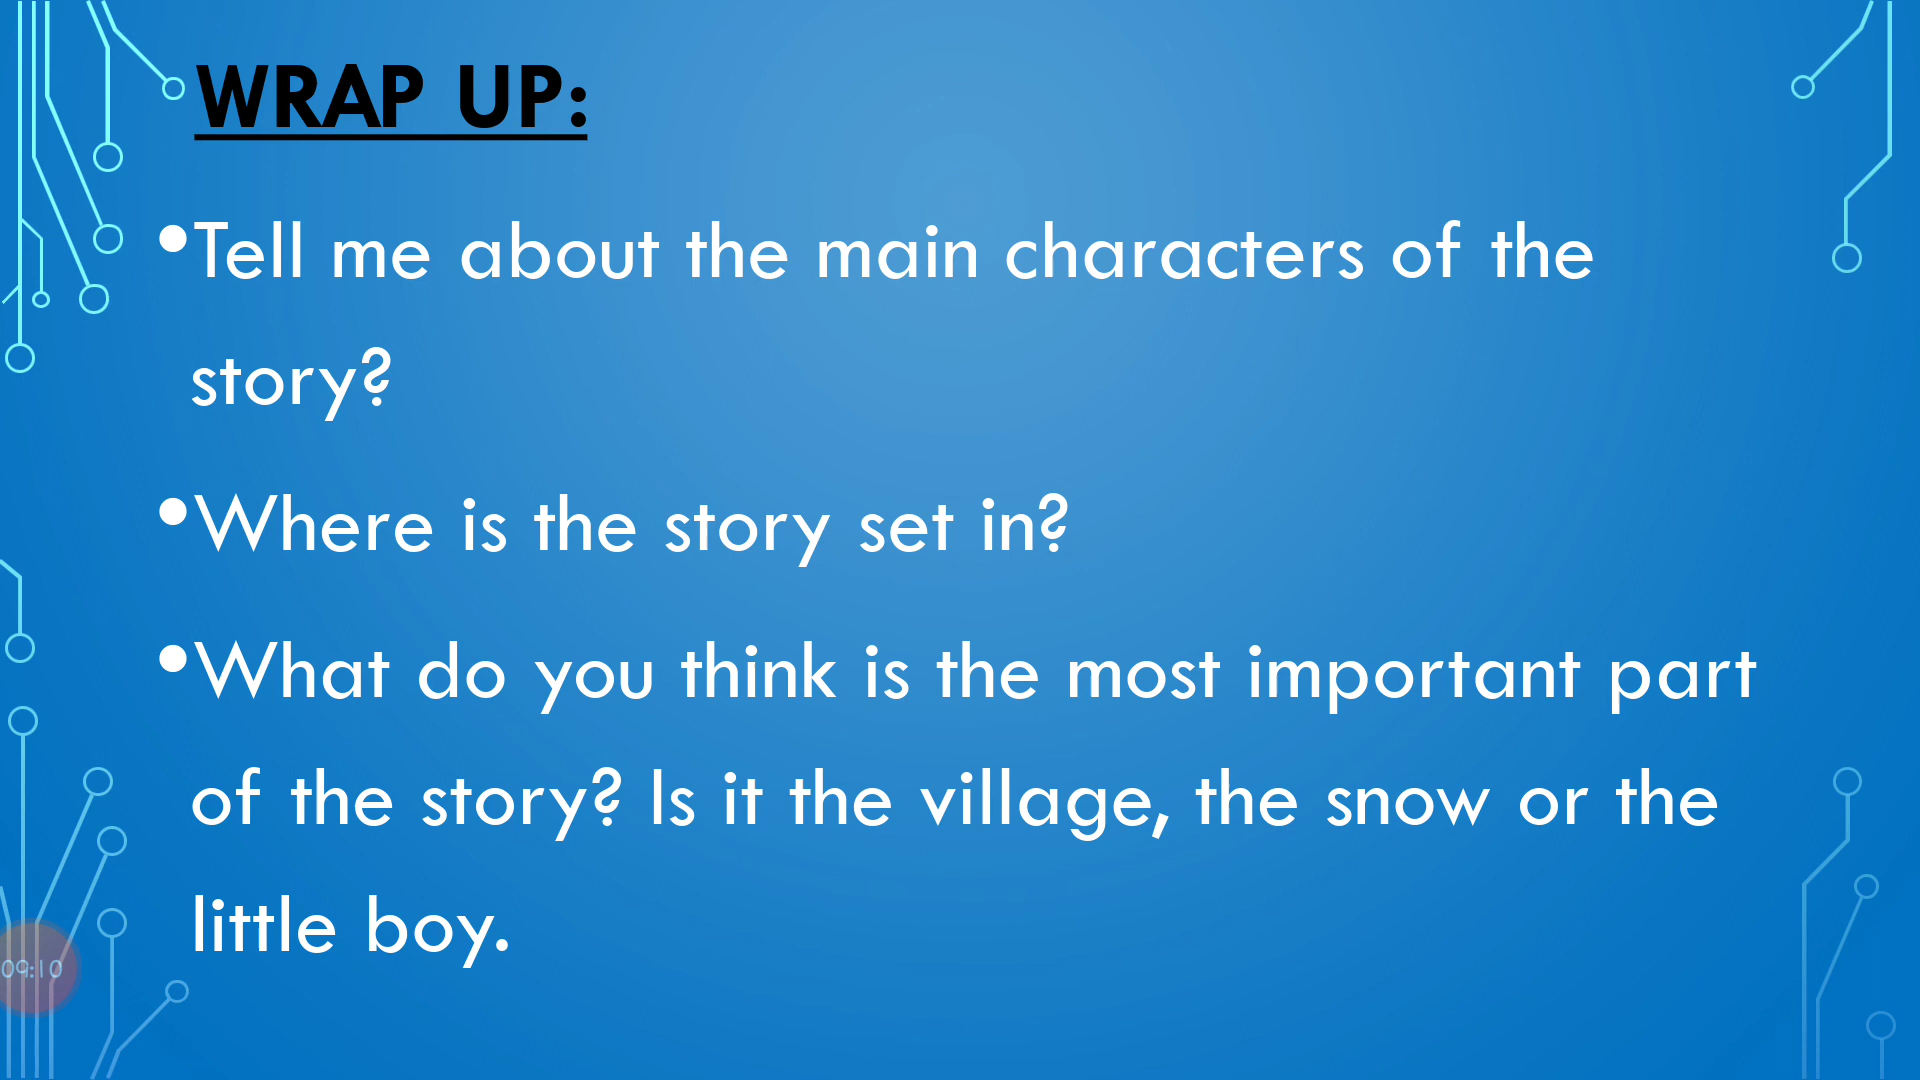 WRAP UP:
•Tell me about the main characters of the
story?
•Where is the story set in?
•What do you think is the most important part
of the story? Is it the village, the snow or the
little boy.
09:10